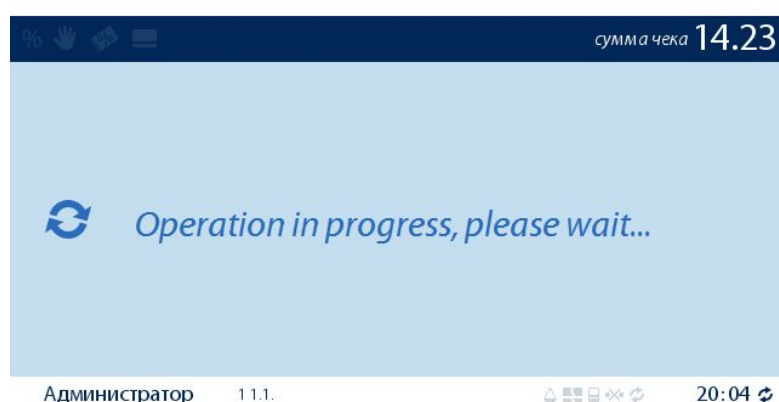 % сумма чека 14.23
Operation in progress, please wait...
Администратор 1 1.1. 20:04